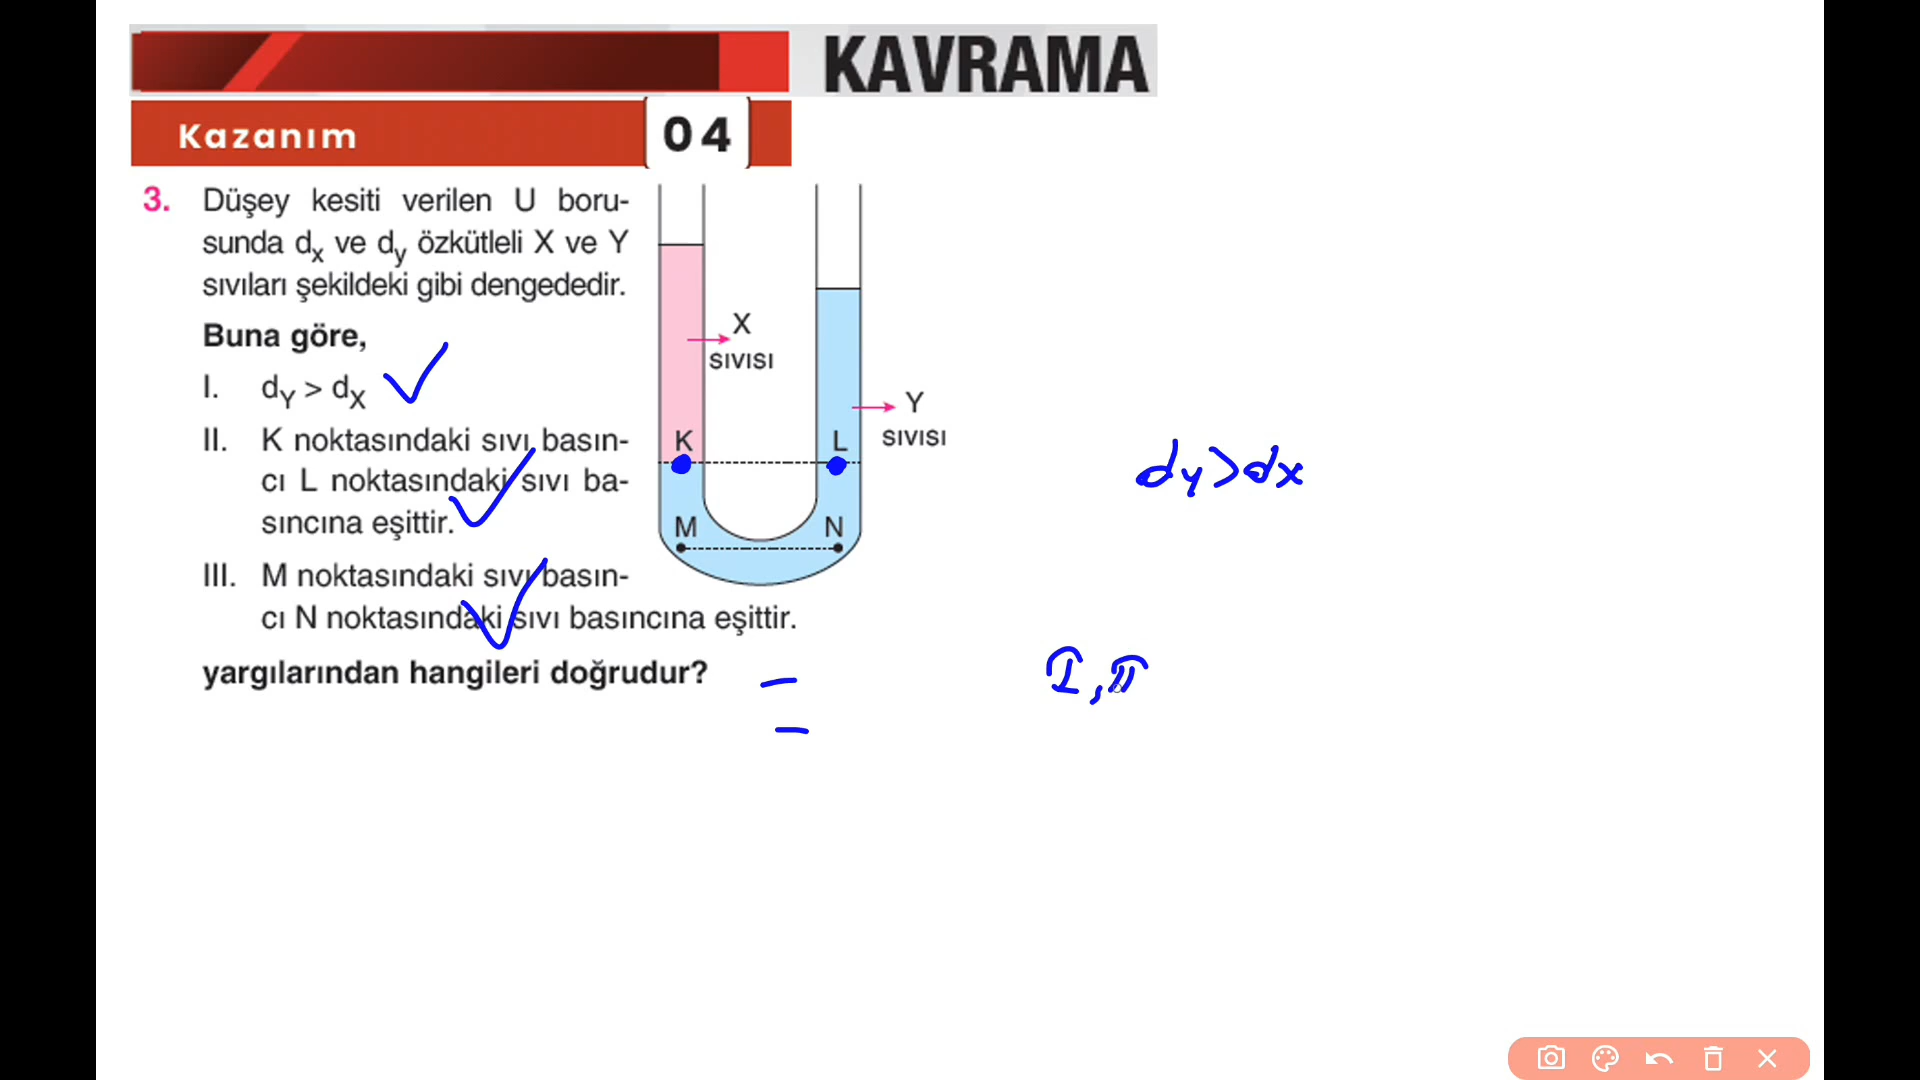 KAVRAMA
Kazanım 04
3. Düşey kesiti verilen U boru-
sunda dx ve dy özkütleli X ve Y
sıvıları şekildeki gibi dengededir.
Buna göre,
I. dY > dX
II. K noktasındaki sıvı basın-
cı L noktasındaki sıvı ba-
sıncına eşittir.
III. M noktasındaki sıvı basın-
cı N noktasındaki sıvı basıncına eşittir.
yargılarından hangileri doğrudur?
X
SIVISI
Y
SIVISI
K L
M N
dy>dx
I, II